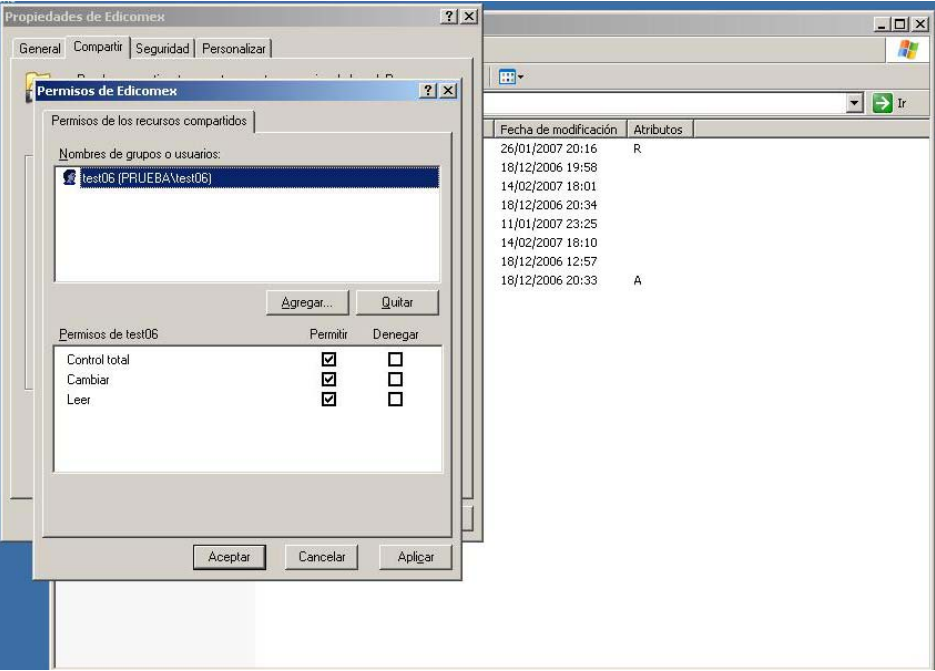 Propiedades de Edicomex
General Compartir Seguridad Personalizar
Permisos de Edicomex
Permisos de los recursos compartidos
Nombres de grupos o usuarios:
test06 (PRUEBA\test06)
Agregar... Quitar
Permisos de test06 Permitir Denegar
Control total
Cambiar
Leer
Aceptar Cancelar Aplicar
Ir
Fecha de modificación Atributos
26/01/2007 20:16 R
18/12/2006 19:58
14/02/2007 18:01
18/12/2006 20:34
11/01/2007 23:25
14/02/2007 18:10
18/12/2006 12:57
18/12/2006 20:33 A